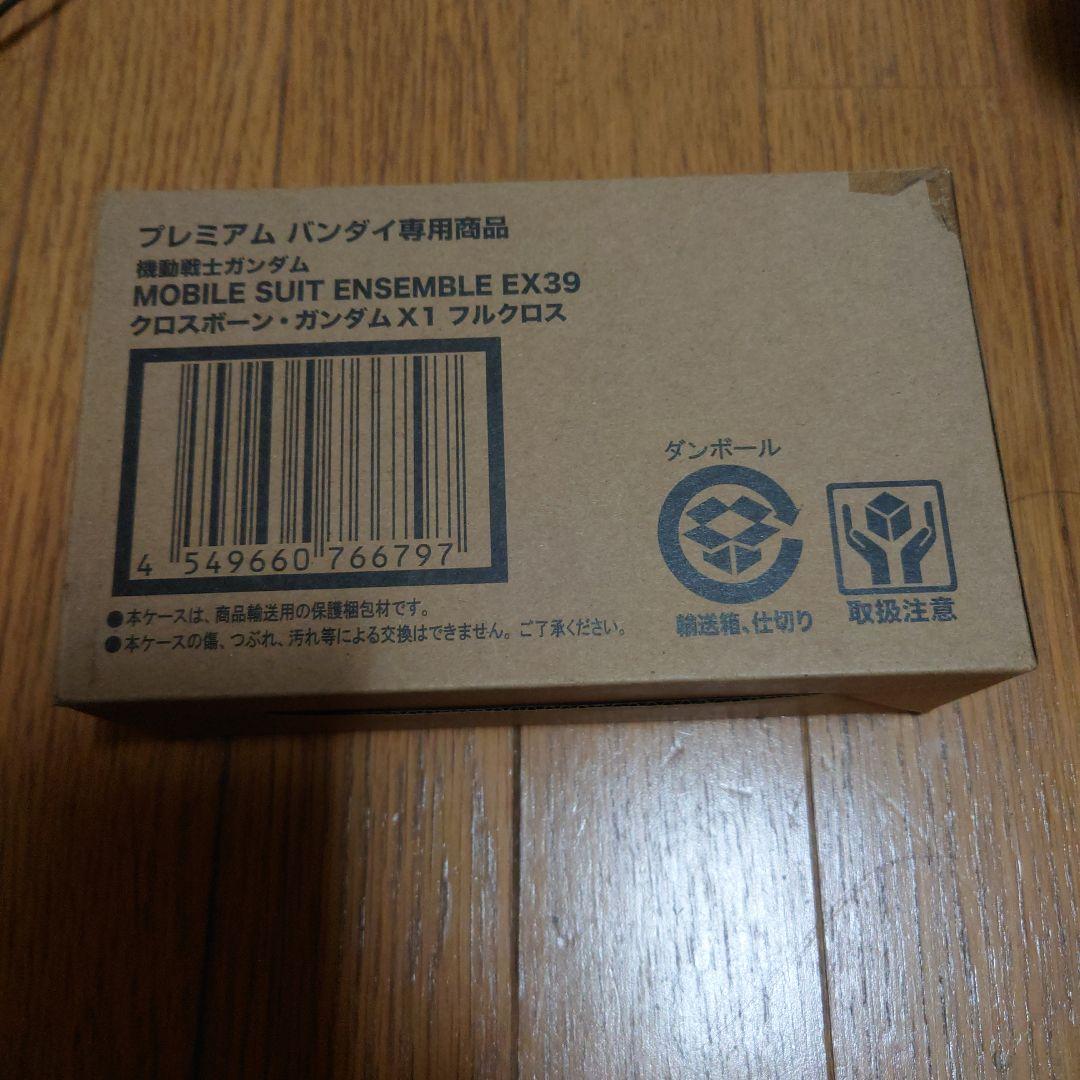 プレミアム バンダイ専用商品
機動戦士ガンダム
MOBILE SUIT ENSEMBLE EX39
クロスボーン・ガンダムX1 フルクロス
4 549660 766797
●本ケースは、商品輸送用の保護梱包材です。
●本ケースの傷、つぶれ、汚れ等による交換はできません。ご了承ください。
ダンボール
輸送箱、仕切り
取扱注意